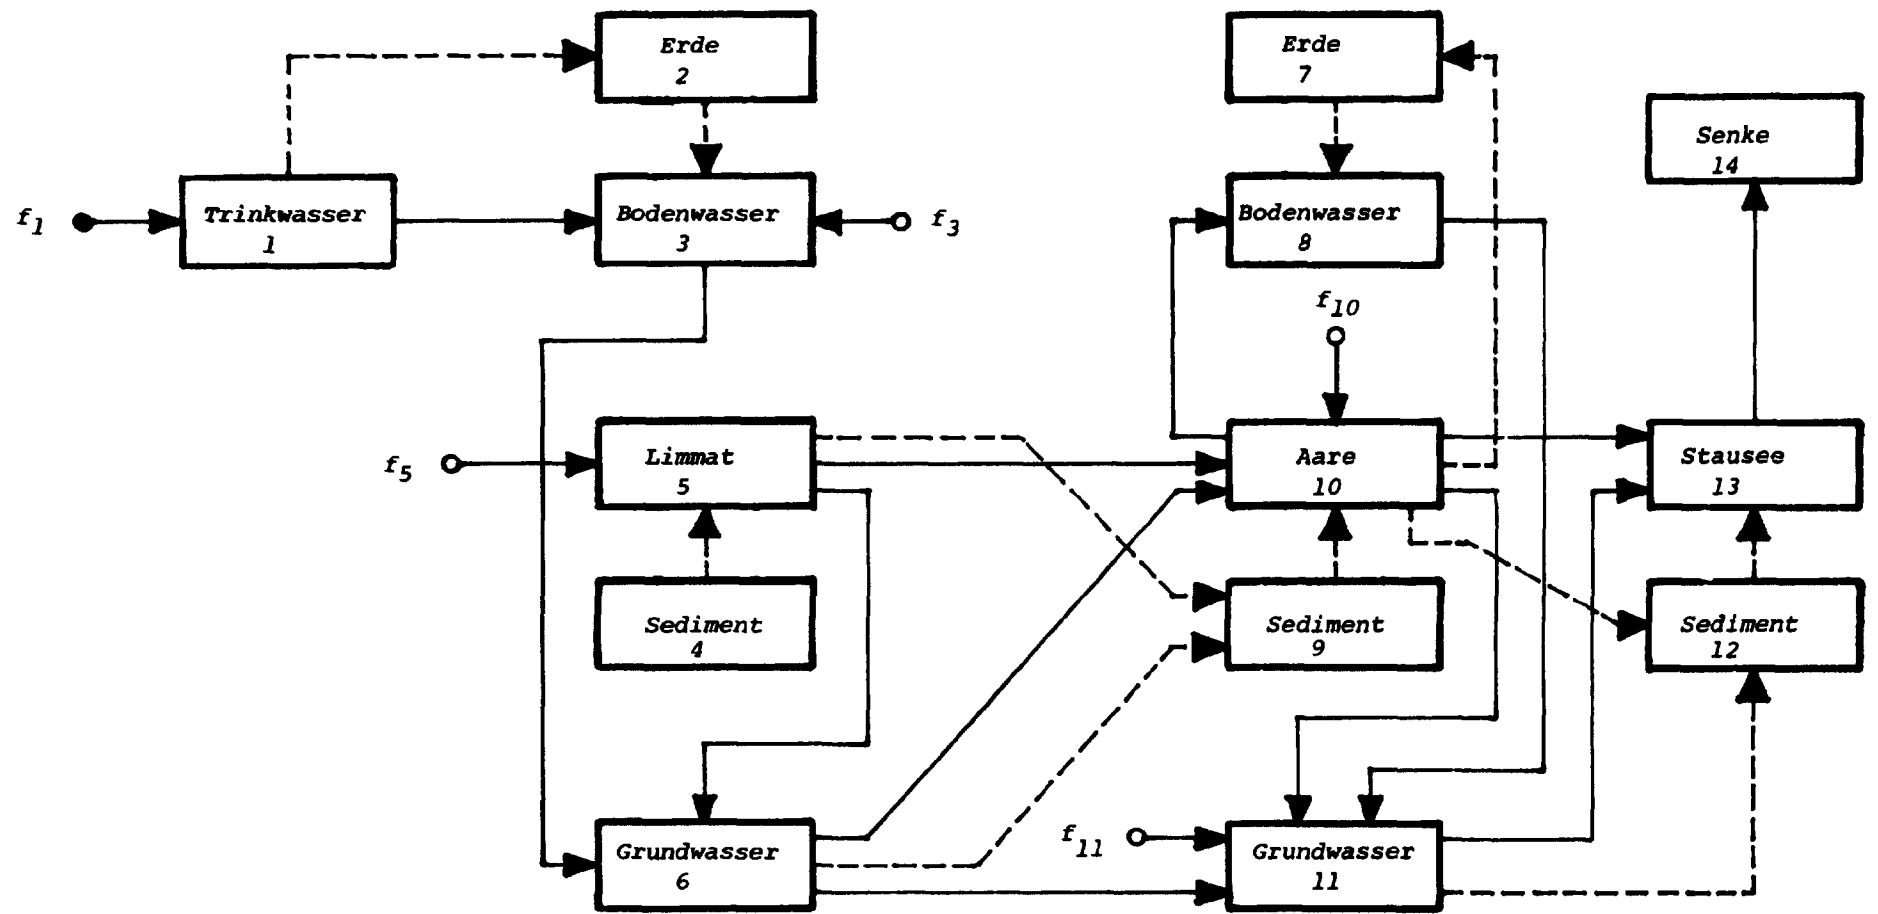 Erde
2
Erde
7
Senke
14
f1
Trinkwasser
1
Bodenwasser
3
f3
Bodenwasser
8
f10
f5
Limmat
5
Aare
10
Stausee
13
Sediment
4
Sediment
9
Sediment
12
Grundwasser
6
f11
Grundwasser
11